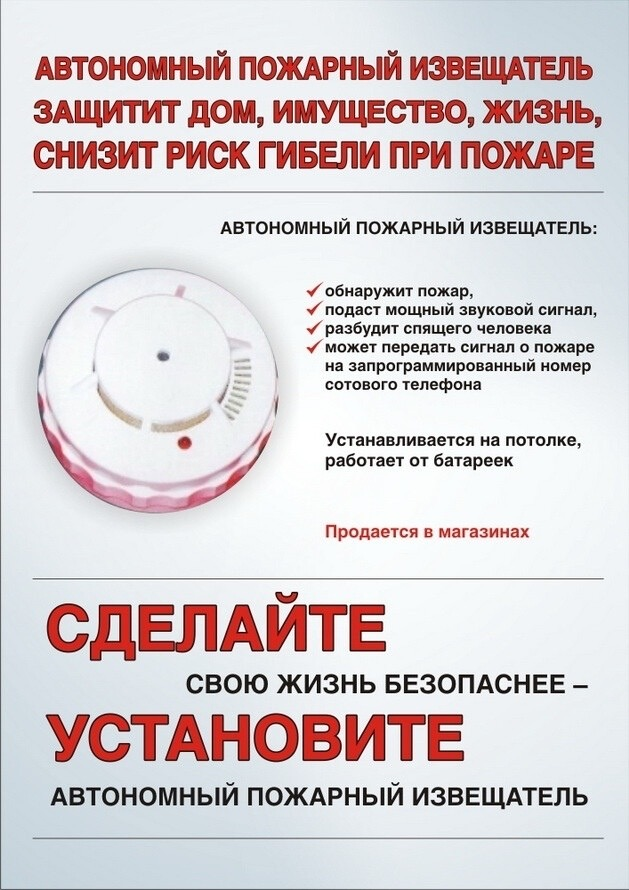 АВТОНОМНЫЙ ПОЖАРНЫЙ ИЗВЕЩАТЕЛЬ
ЗАЩИТИТ ДОМ, ИМУЩЕСТВО, ЖИЗНЬ,
СНИЗИТ РИСК ГИБЕЛИ ПРИ ПОЖАРЕ
АВТОНОМНЫЙ ПОЖАРНЫЙ ИЗВЕЩАТЕЛЬ:
обнаружит пожар,
подаст мощный звуковой сигнал,
разбудит спящего человека
может передать сигнал о пожаре
на запрограммированный номер
сотового телефона
Устанавливается на потолке,
работает от батареек
Продается в магазинах
СДЕЛАЙТЕ
СВОЮ ЖИЗНЬ БЕЗОПАСНЕЕ –
УСТАНОВИТЕ
АВТОНОМНЫЙ ПОЖАРНЫЙ ИЗВЕЩАТЕЛЬ